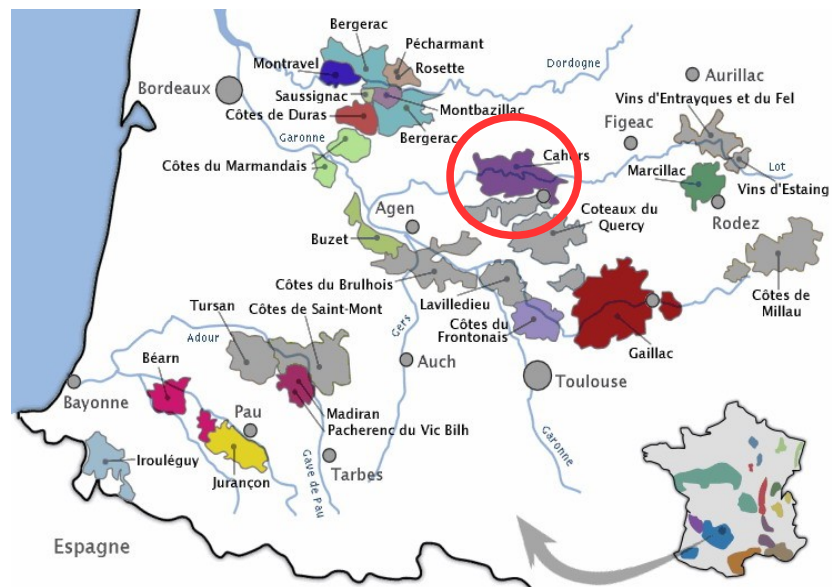 Bergerac
Pécharmant
Dordogne
Montravel
Rosette
Aurillac
Bordeaux
Saussignac
Montbazillac
Vins d'Entrayques et du Fel
Côtes de Duras
Figeac
Garonne
Bergerac
Cahors
Côtes du Marmandais
Lot
Marcillac
Vins d'Estaing
Agen
Coteaux du
Quercy
Rodez
Buzet
Côtes du Brulhois
Lavilledieu
Côtes de
Millau
Tursan
Côtes de Saint-Mont
Côtes du
Frontonais
Gers
Adour
Gaillac
Béarn
Auch
Toulouse
Bayonne
Pau
Madiran
Pacherenc du Vic Bilh
Garonne
Irouléguy
Jurançon
Gave de Pau
Tarbes
Espagne